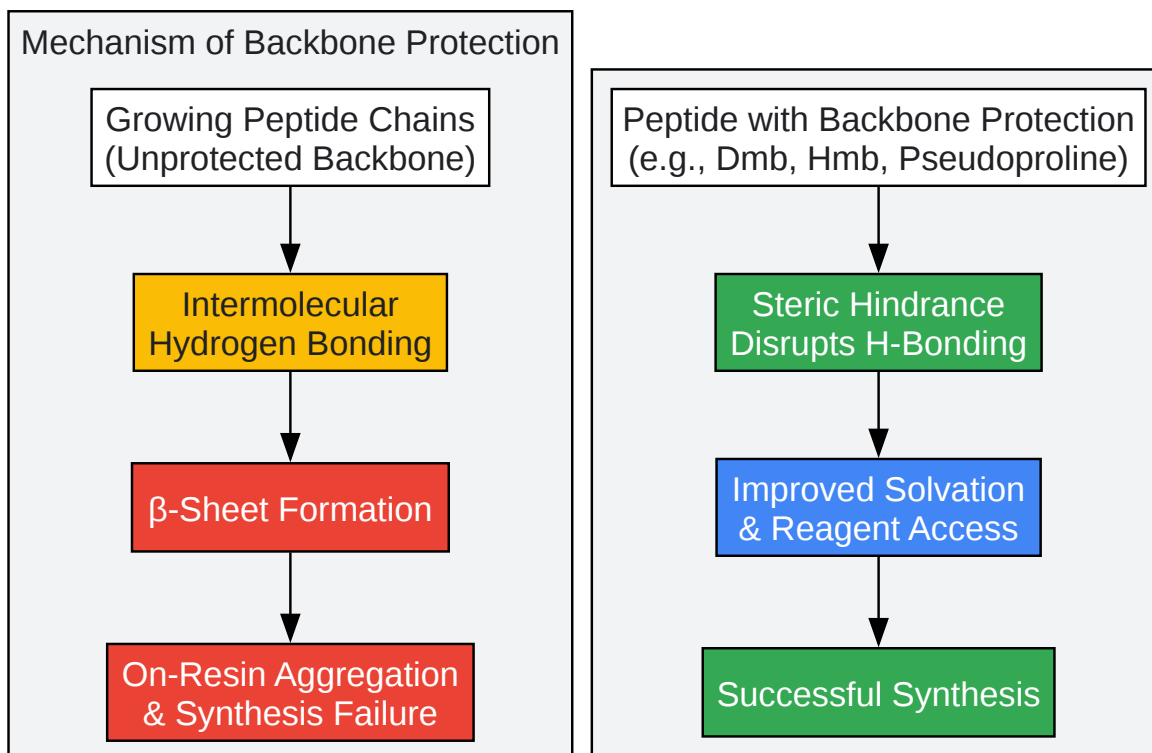 Mechanism of Backbone Protection
Growing Peptide Chains
(Unprotected Backbone)
Intermolecular
Hydrogen Bonding
β-Sheet Formation
On-Resin Aggregation
& Synthesis Failure
Peptide with Backbone Protection
(e.g., Dmb, Hmb, Pseudoproline)
Steric Hindrance
Disrupts H-Bonding
Improved Solvation
& Reagent Access
Successful Synthesis